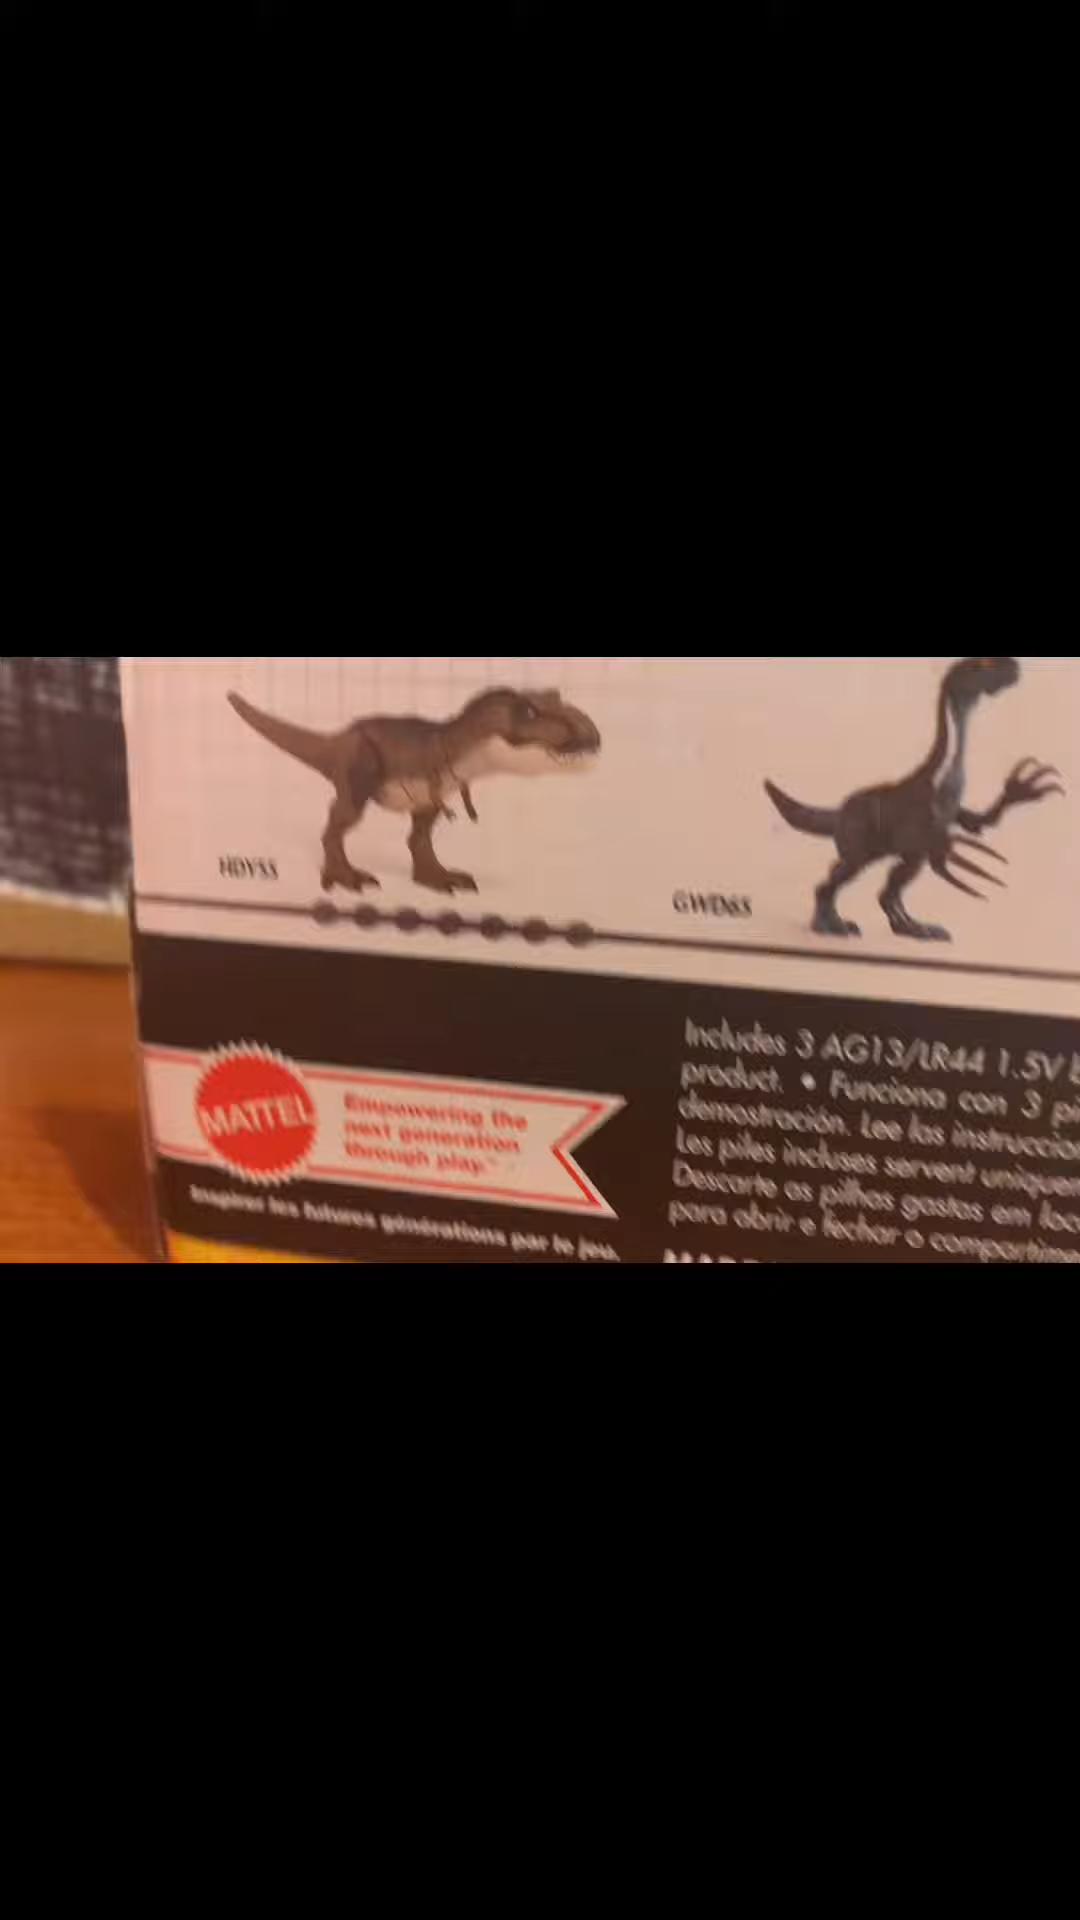 HDY55
GWD65
MATTEL
Empowering the
next generation
through play.™
Inspirer les futures générations par le jeu.
Includes 3 AG13/LR44 1.5V
product. • Funciona con 3
demostración. Lee las
Les piles incluses servent
Descarte as pilhas gastas em
para abrir e fechar o